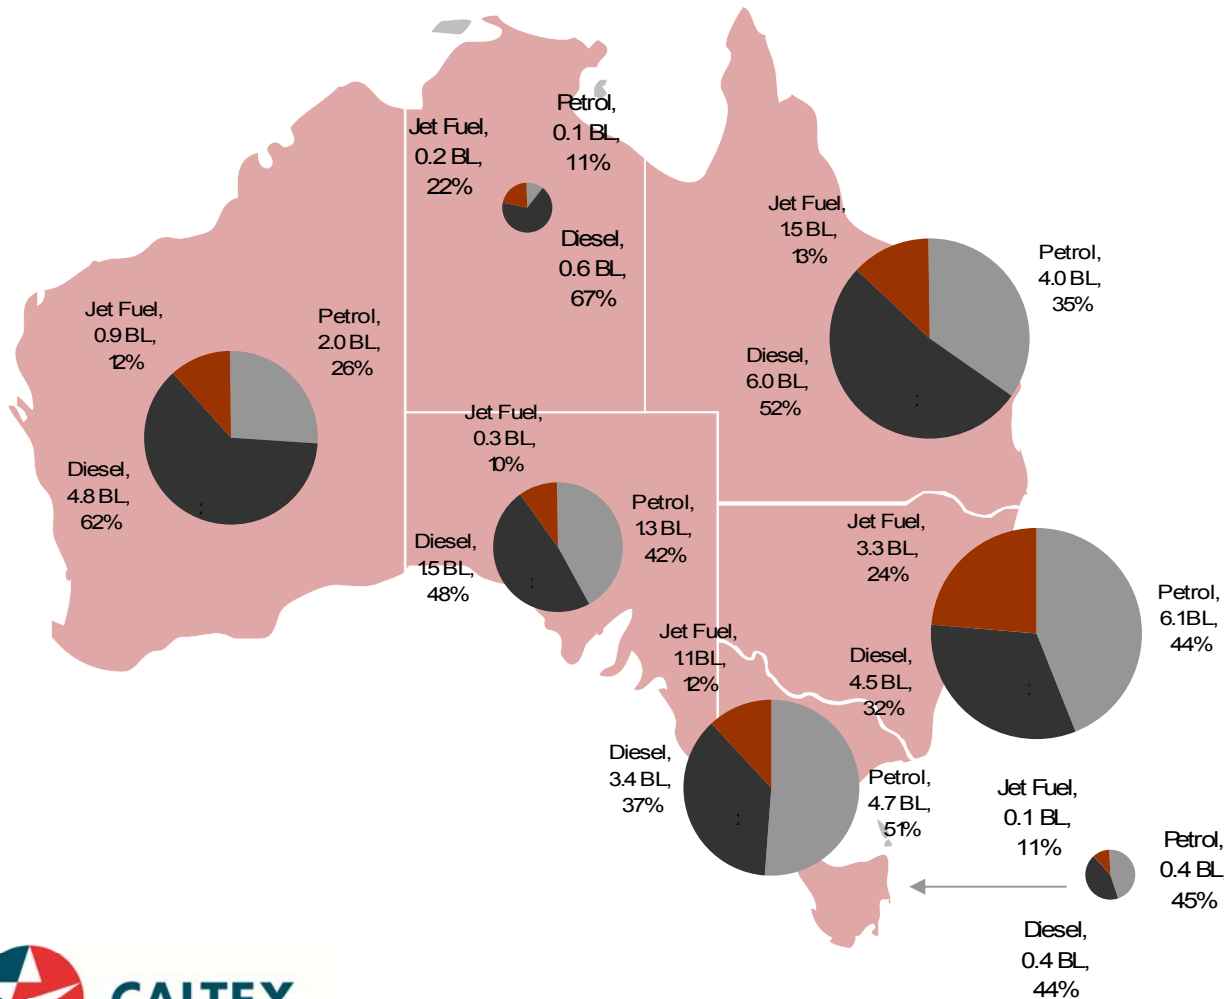 Petrol,
0.1 BL,
11%
Jet Fuel,
0.2 BL,
22%
Diesel,
0.6 BL,
67%
Jet Fuel,
1.5 BL,
13%
Petrol,
4.0 BL,
35%
Diesel,
6.0 BL,
52%
Jet Fuel,
0.9 BL,
12%
Petrol,
2.0 BL,
26%
Diesel,
4.8 BL,
62%
Jet Fuel,
0.3 BL,
10%
Petrol,
1.3 BL,
42%
Diesel,
1.5 BL,
48%
Jet Fuel,
3.3 BL,
24%
Petrol,
6.1 BL,
44%
Diesel,
4.5 BL,
32%
Jet Fuel,
1.1 BL,
12%
Diesel,
3.4 BL,
37%
Petrol,
4.7 BL,
51%
Jet Fuel,
0.1 BL,
11%
Petrol,
0.4 BL,
45%
Diesel,
0.4 BL,
44%
CALTEX